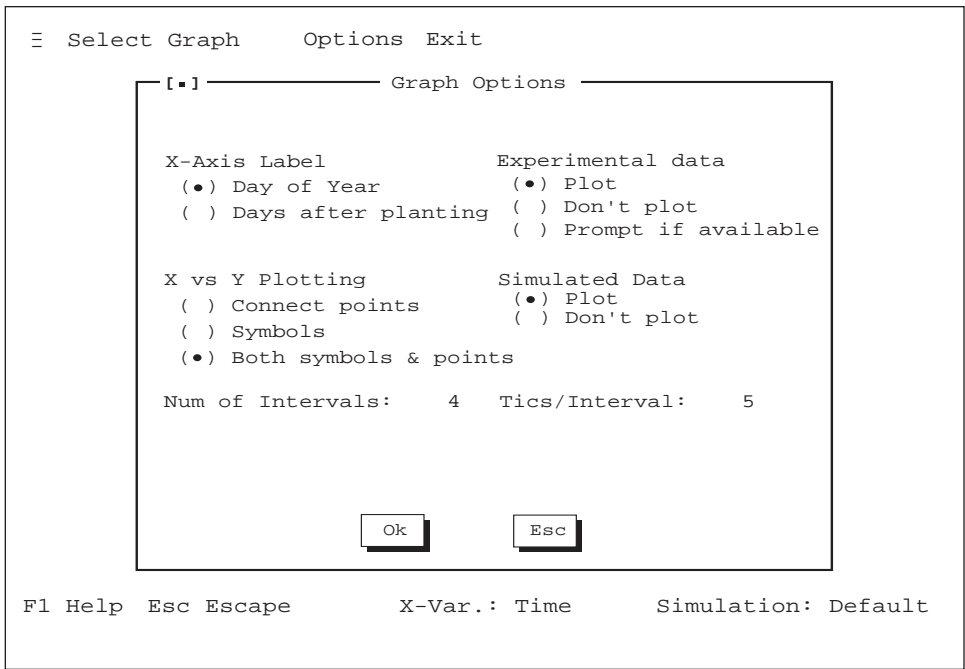 Ξ Select Graph Options Exit
[▪] Graph Options
X-Axis Label
(•) Day of Year
( ) Days after planting
Experimental data
(•) Plot
( ) Don't plot
( ) Prompt if available
X vs Y Plotting
( ) Connect points
( ) Symbols
(•) Both symbols & points
Simulated Data
(•) Plot
( ) Don't plot
Num of Intervals: 4 Tics/Interval: 5
Ok Esc
F1 Help Esc Escape X-Var.: Time Simulation: Default